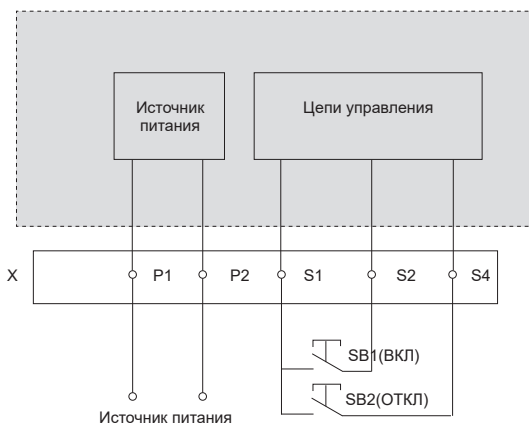 Источник
питания
Цепи управления
X
P1
P2
S1
S2
S4
SB1(ВКЛ)
SB2(ОТКЛ)
Источник питания